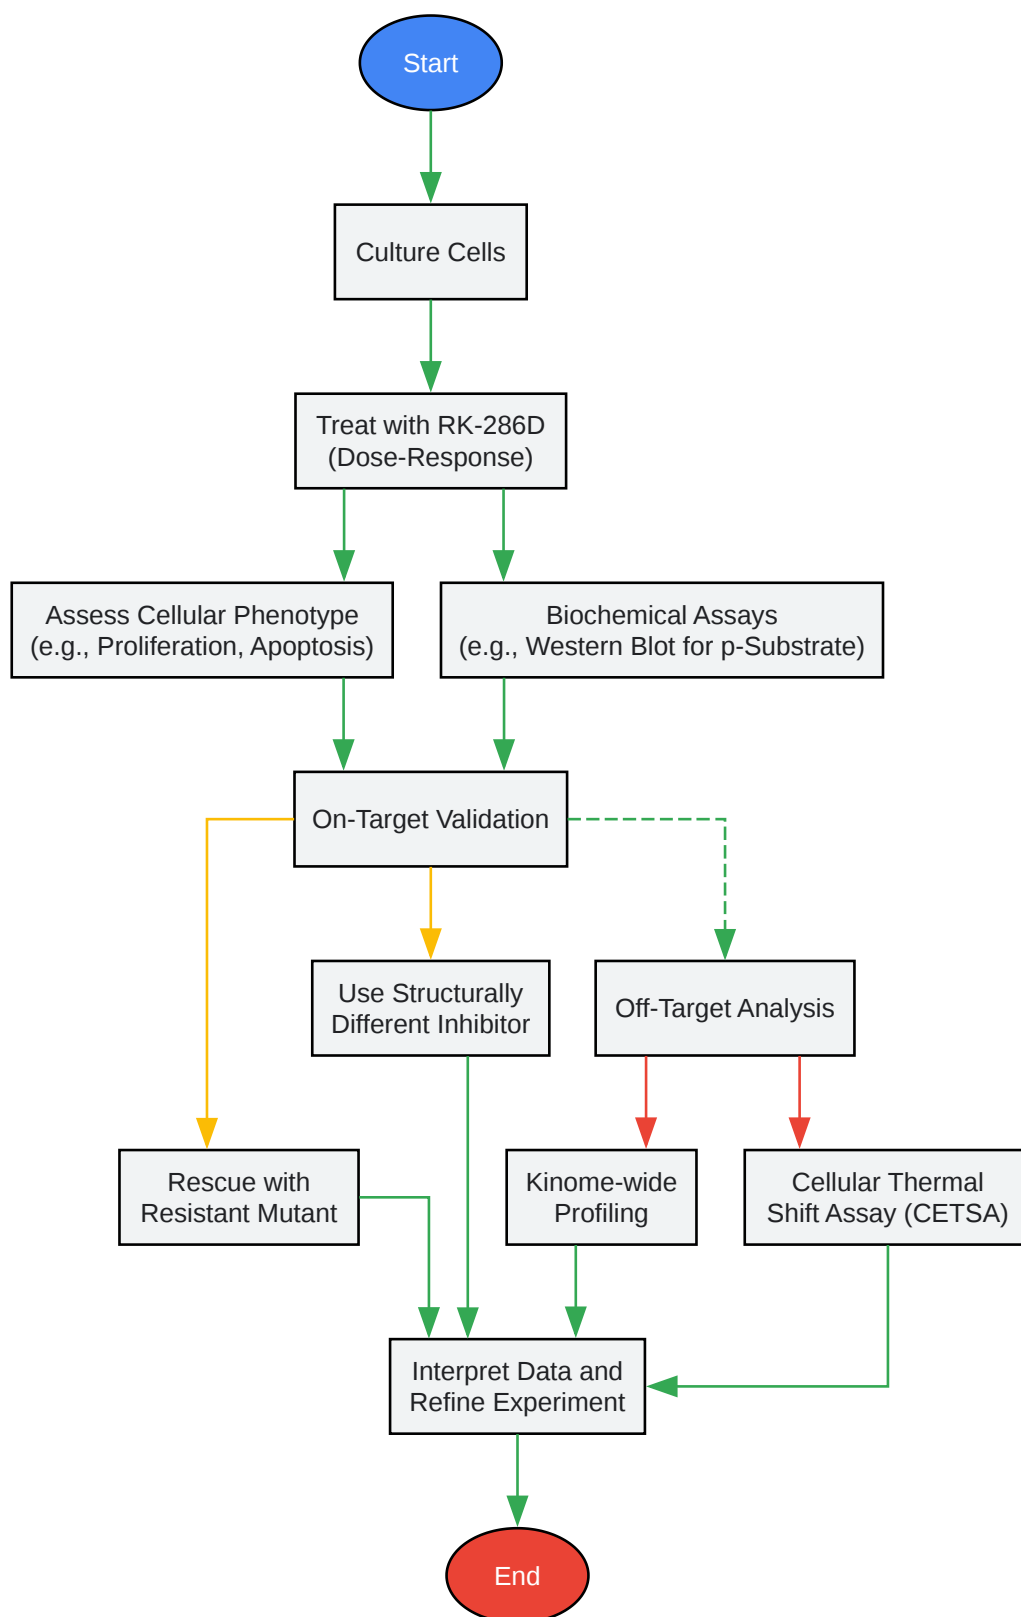 Start
Culture Cells
Treat with RK-286D
(Dose-Response)
Assess Cellular Phenotype
(e.g., Proliferation, Apoptosis)
Biochemical Assays
(e.g., Western Blot for p-Substrate)
On-Target Validation
Use Structurally
Different Inhibitor
Off-Target Analysis
Rescue with
Resistant Mutant
Kinome-wide
Profiling
Cellular Thermal
Shift Assay (CETSA)
Interpret Data and
Refine Experiment
End